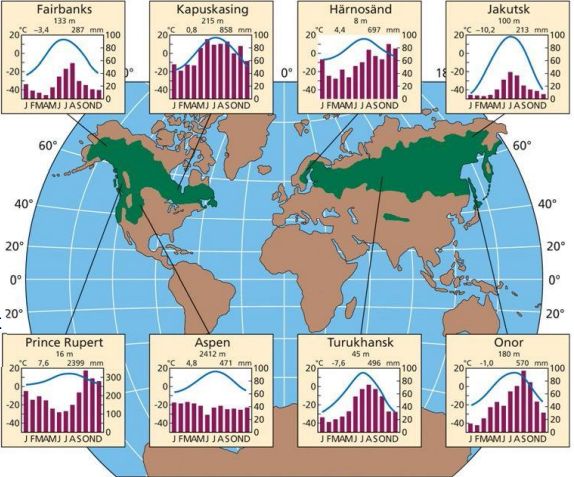 Fairbanks
133 m
°C –3,4 287 mm
20
0
-20
-40
100
80
60
40
20
0
J FMAMJ J ASOND
Kapuskasing
215 m
°C 0,8 858 mm
20
0
-20
-40
100
80
60
40
20
0
J FMAMJ J ASOND
Härnosänd
8 m
°C 4,4 697 mm
20
0
-20
-40
100
80
60
40
20
0
J FMAMJ J ASOND
Jakutsk
100 m
°C –10,2 213 mm
20
0
-20
-40
100
80
60
40
20
0
J FMAMJ J ASOND
0° 0° 18
60° 60°
40° 40°
20° 20°
0° 0°
20° 20°
Prince Rupert
16 m
°C 7,6 2399 mm
20
0
-20
-40
300
200
100
0
J FMAMJ J ASOND
Aspen
2412 m
°C 4,8 471 mm
20
0
-20
-40
100
80
60
40
20
0
J FMAMJ J ASOND
Turukhansk
45 m
°C -7,6 496 mm
20
0
-20
-40
100
80
60
40
20
0
J FMAMJ J ASOND
Onor
180 m
°C -1,0 570 mm
20
0
-20
-40
100
80
60
40
20
0
J FMAMJ J ASOND